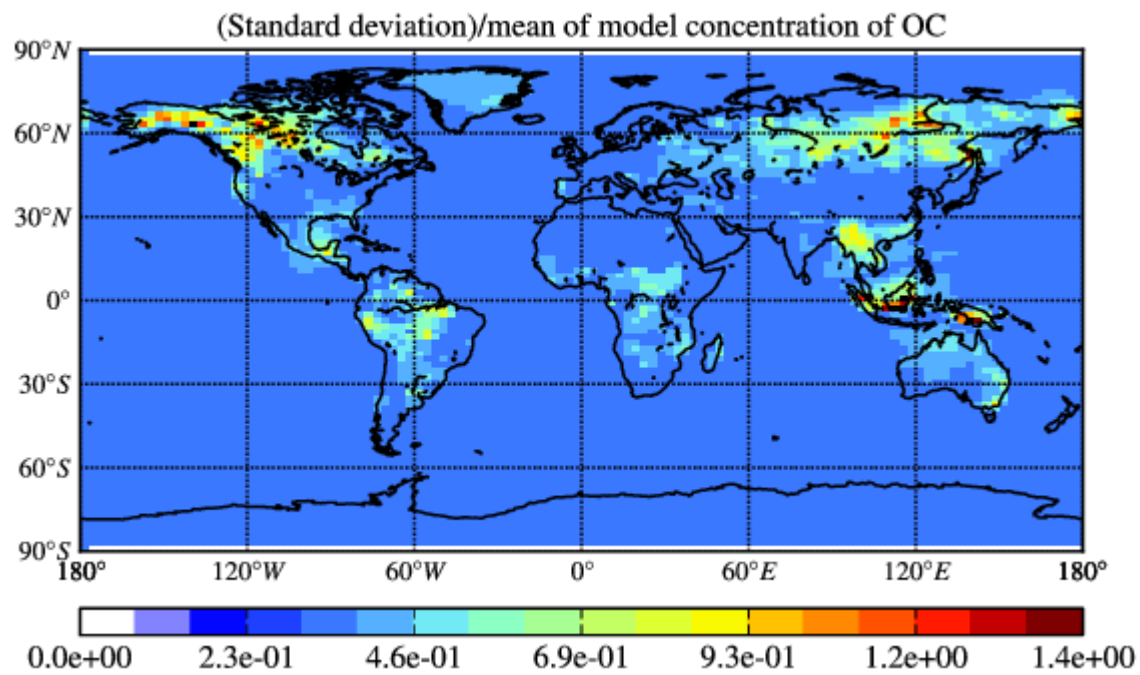 (Standard deviation)/mean of model concentration of OC
90°N
60°N
30°N
0°
30°S
60°S
90°S
180° 120°W 60°W 0° 60°E 120°E 180°
0.0e+00 2.3e-01 4.6e-01 6.9e-01 9.3e-01 1.2e+00 1.4e+00